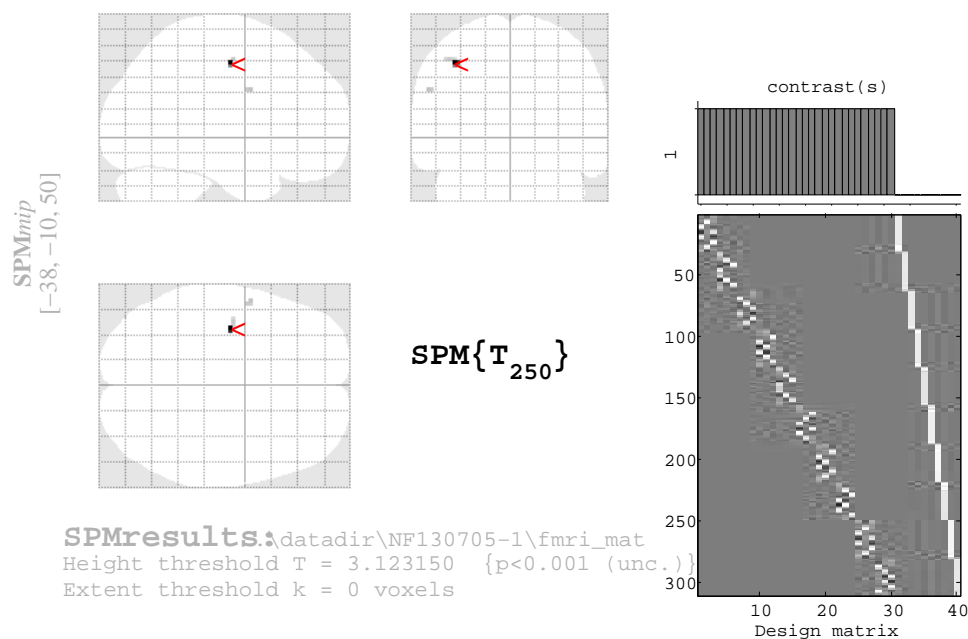 SPMmip
[−38, −10, 50]
<
<
<
SPM{T250}
SPMresults: .\datadir\NF130705-1\fmri_mat
Height threshold T = 3.123150 {p<0.001 (unc.)}
Extent threshold k = 0 voxels
contrast(s)
1
50
100
150
200
250
300
10 20 30 40
Design matrix